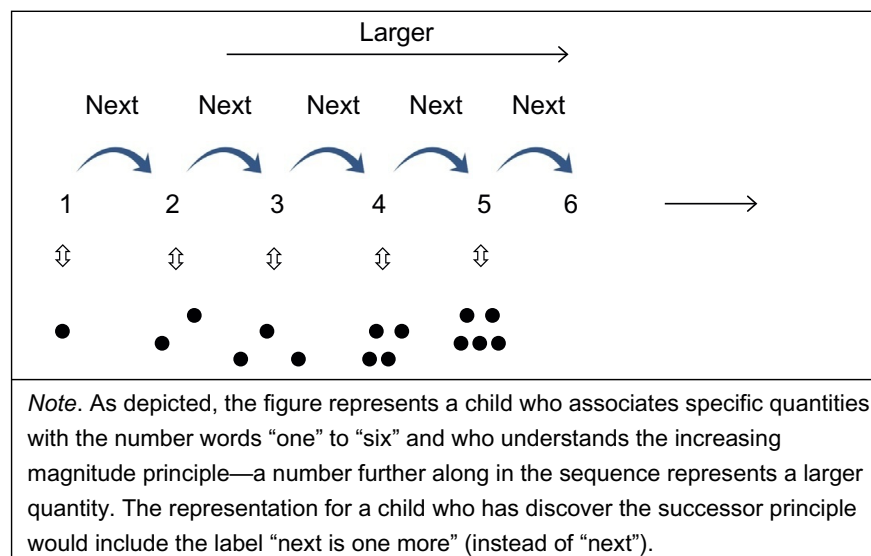 Larger
Next Next Next Next Next
1 2 3 4 5 6
Note. As depicted, the figure represents a child who associates specific quantities
with the number words “one” to “six” and who understands the increasing
magnitude principle—a number further along in the sequence represents a larger
quantity. The representation for a child who has discover the successor principle
would include the label “next is one more” (instead of “next”).